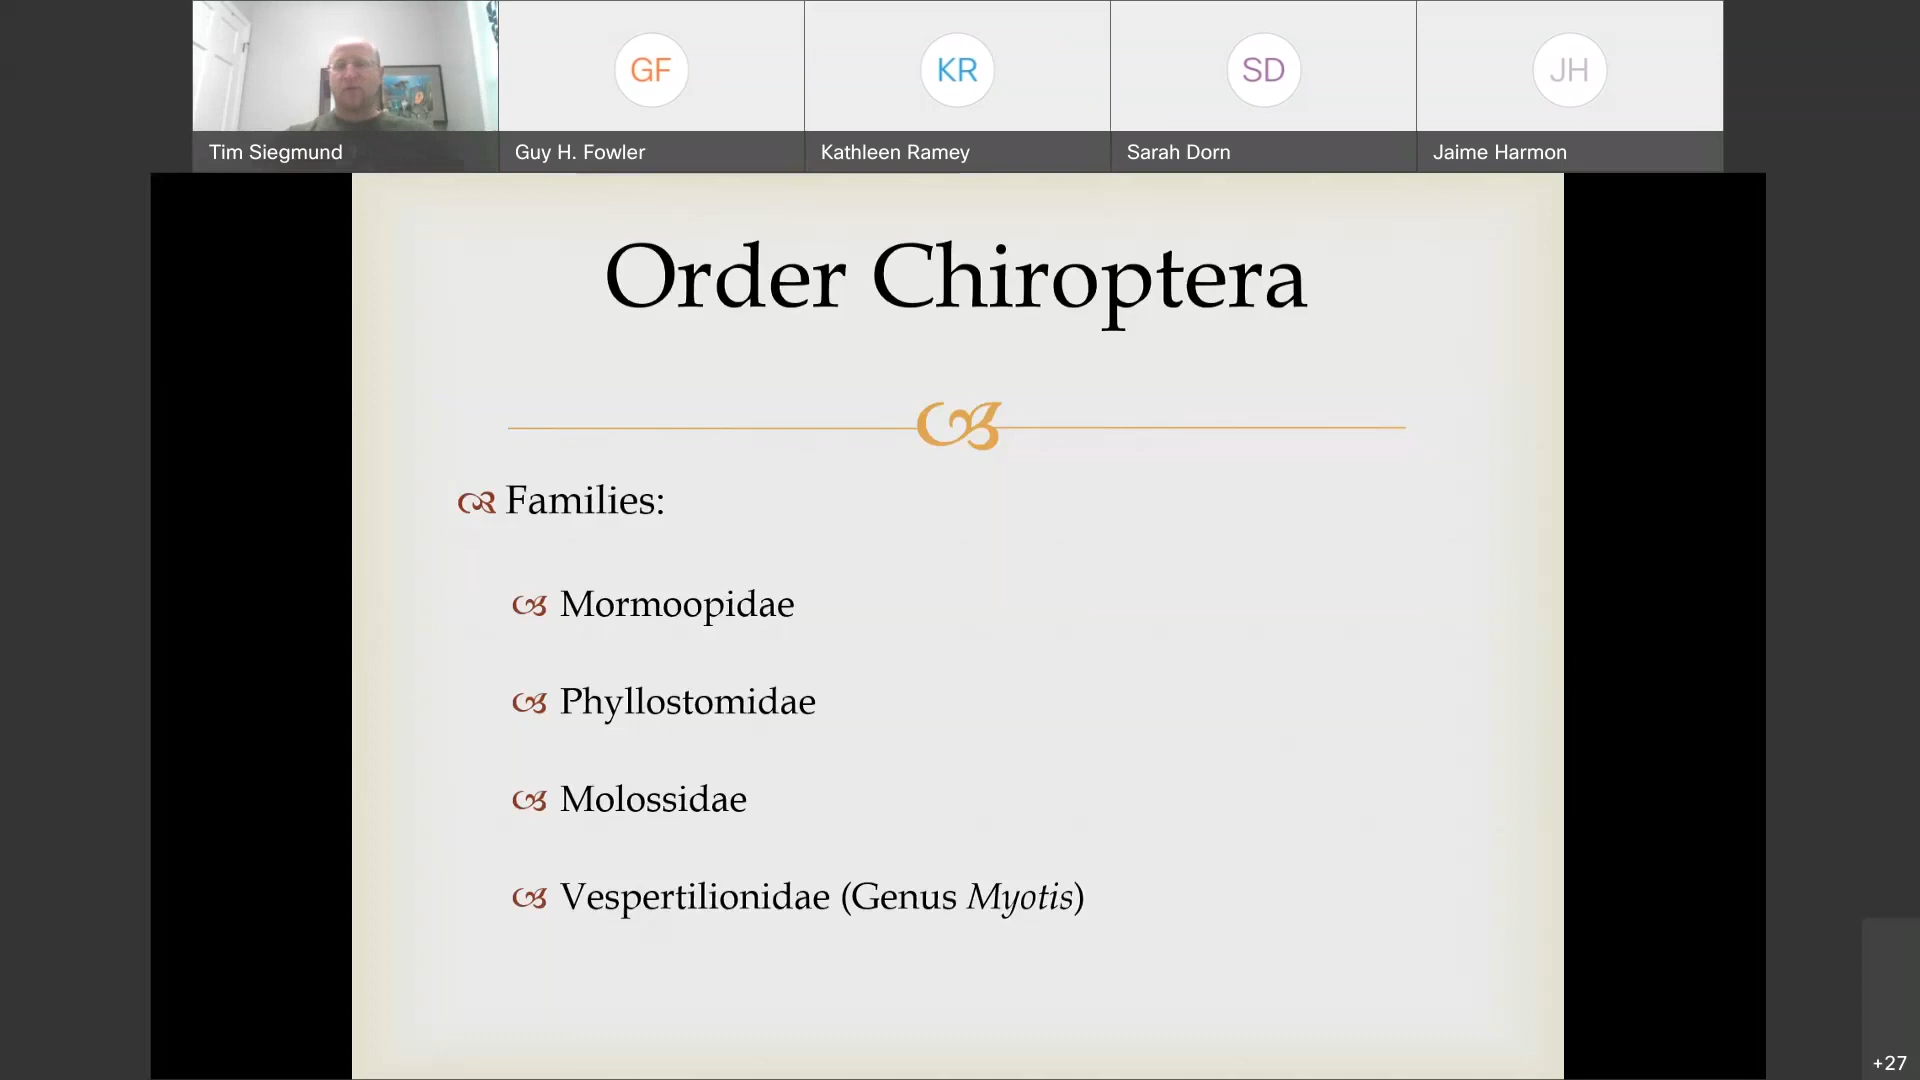 GF
KR
SD
JH
Tim Siegmund
Guy H. Fowler
Kathleen Ramey
Sarah Dorn
Jaime Harmon
Order Chiroptera
Families:
Mormoopidae
Phyllostomidae
Molossidae
Vespertilionidae (Genus Myotis)
+27